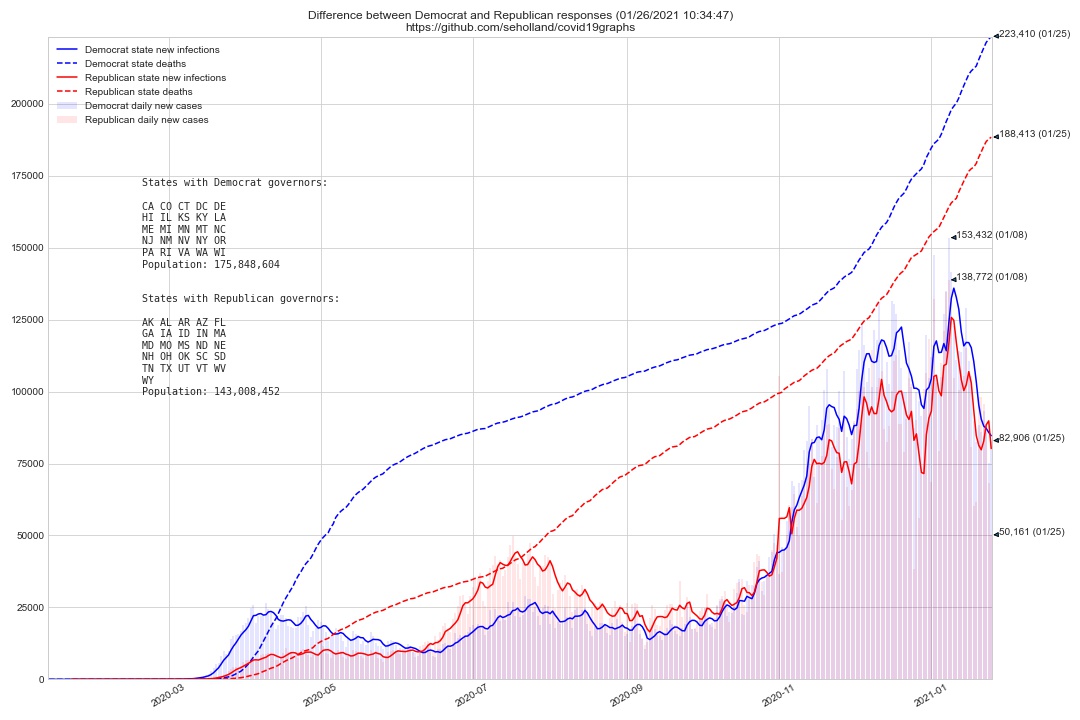 Difference between Democrat and Republican responses (01/26/2021 10:34:47)
https://github.com/seholland/covid19graphs
Democrat state new infections
Democrat state deaths
Republican state new infections
Republican state deaths
Democrat daily new cases
Republican daily new cases
States with Democrat governors:
CA CO CT DC DE
HI IL KS KY LA
ME MI MN MT NC
NJ NM NV NY OR
PA RI VA WA WI
Population: 175,848,604
States with Republican governors:
AK AL AR AZ FL
GA IA ID IN MA
MD MO MS ND NE
NH OH OK SC SD
TN TX UT VT WV
WY
Population: 143,008,452
223,410 (01/25)
188,413 (01/25)
153,432 (01/08)
138,772 (01/08)
82,906 (01/25)
50,161 (01/25)
200000
175000
150000
125000
100000
75000
50000
25000
0
2020-03
2020-05
2020-07
2020-09
2020-11
2021-01